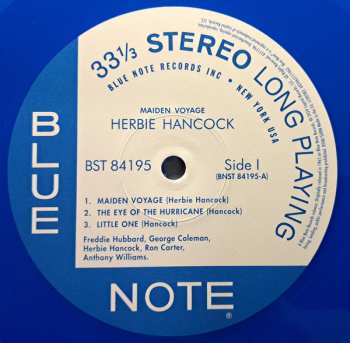 33 1/3 STEREO LONG PLAYING
BLUE NOTE RECORDS INC • NEW YORK USA
MAIDEN VOYAGE
HERBIE HANCOCK
BST 84195
Side I
(BNST 84195-A)
1. MAIDEN VOYAGE (Herbie Hancock)
2. THE EYE OF THE HURRICANE (Hancock)
3. LITTLE ONE (Hancock)
Freddie Hubbard, George Coleman,
Herbie Hancock, Ron Carter,
Anthony Williams.
BLUE
NOTE
®